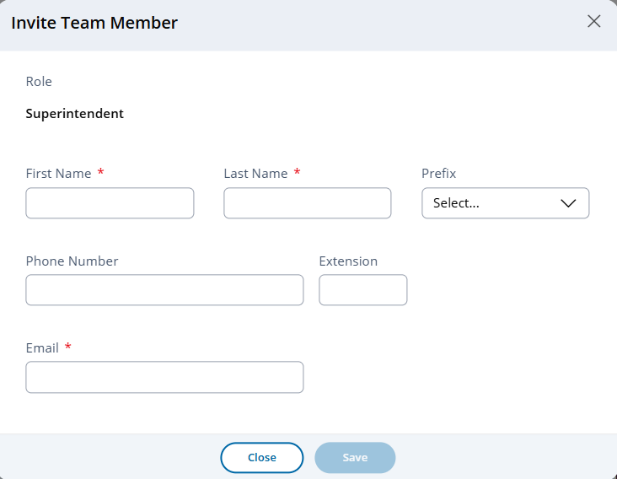 Invite Team Member
Role
Superintendent
First Name * Last Name * Prefix
Select...
Phone Number Extension
Email *
Close Save